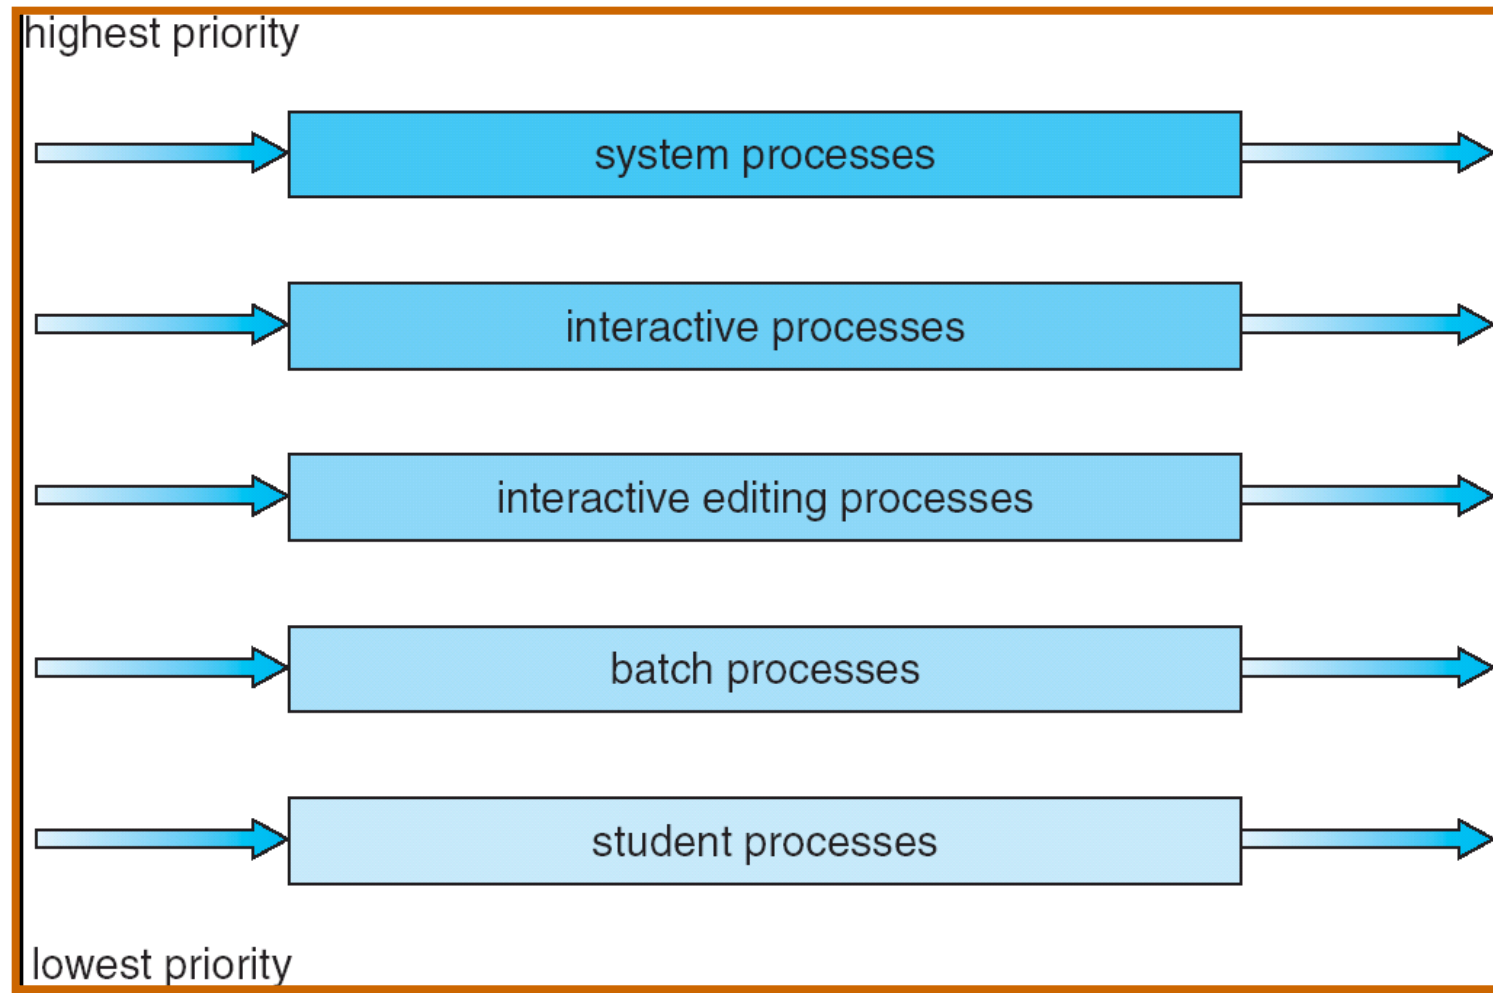 highest priority
system processes
interactive processes
interactive editing processes
batch processes
student processes
lowest priority